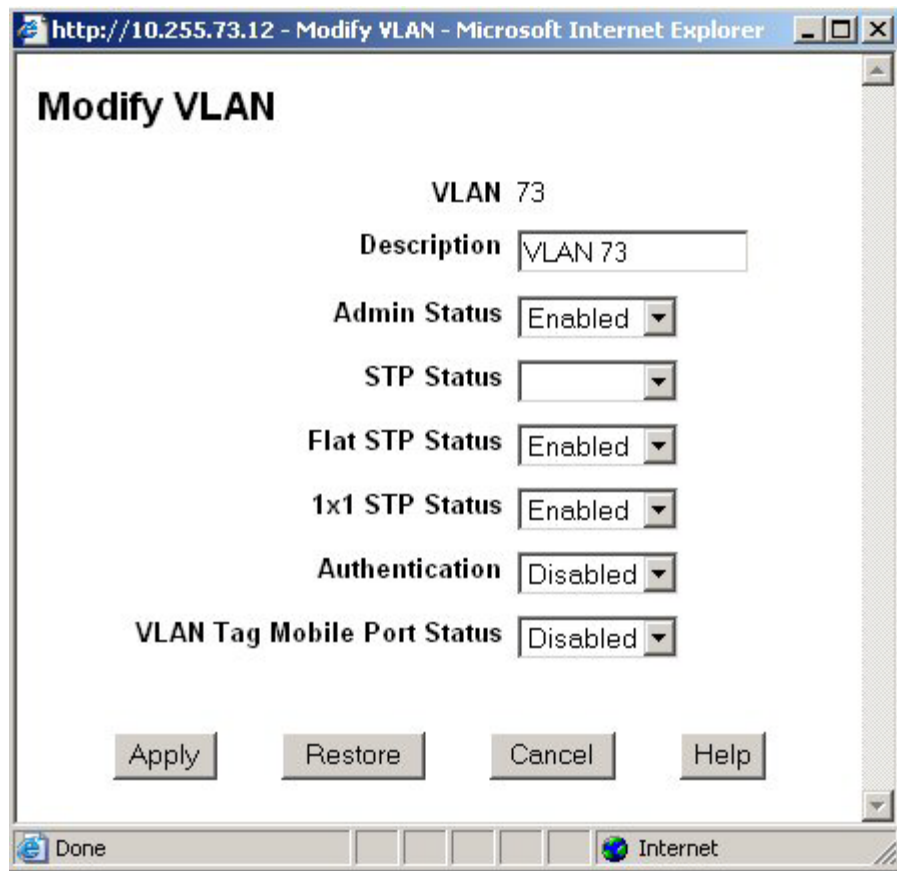 http://10.255.73.12 - Modify VLAN - Microsoft Internet Explorer
Modify VLAN
VLAN 73
Description VLAN 73
Admin Status Enabled
STP Status
Flat STP Status Enabled
1x1 STP Status Enabled
Authentication Disabled
VLAN Tag Mobile Port Status Disabled
Apply Restore Cancel Help
Done Internet